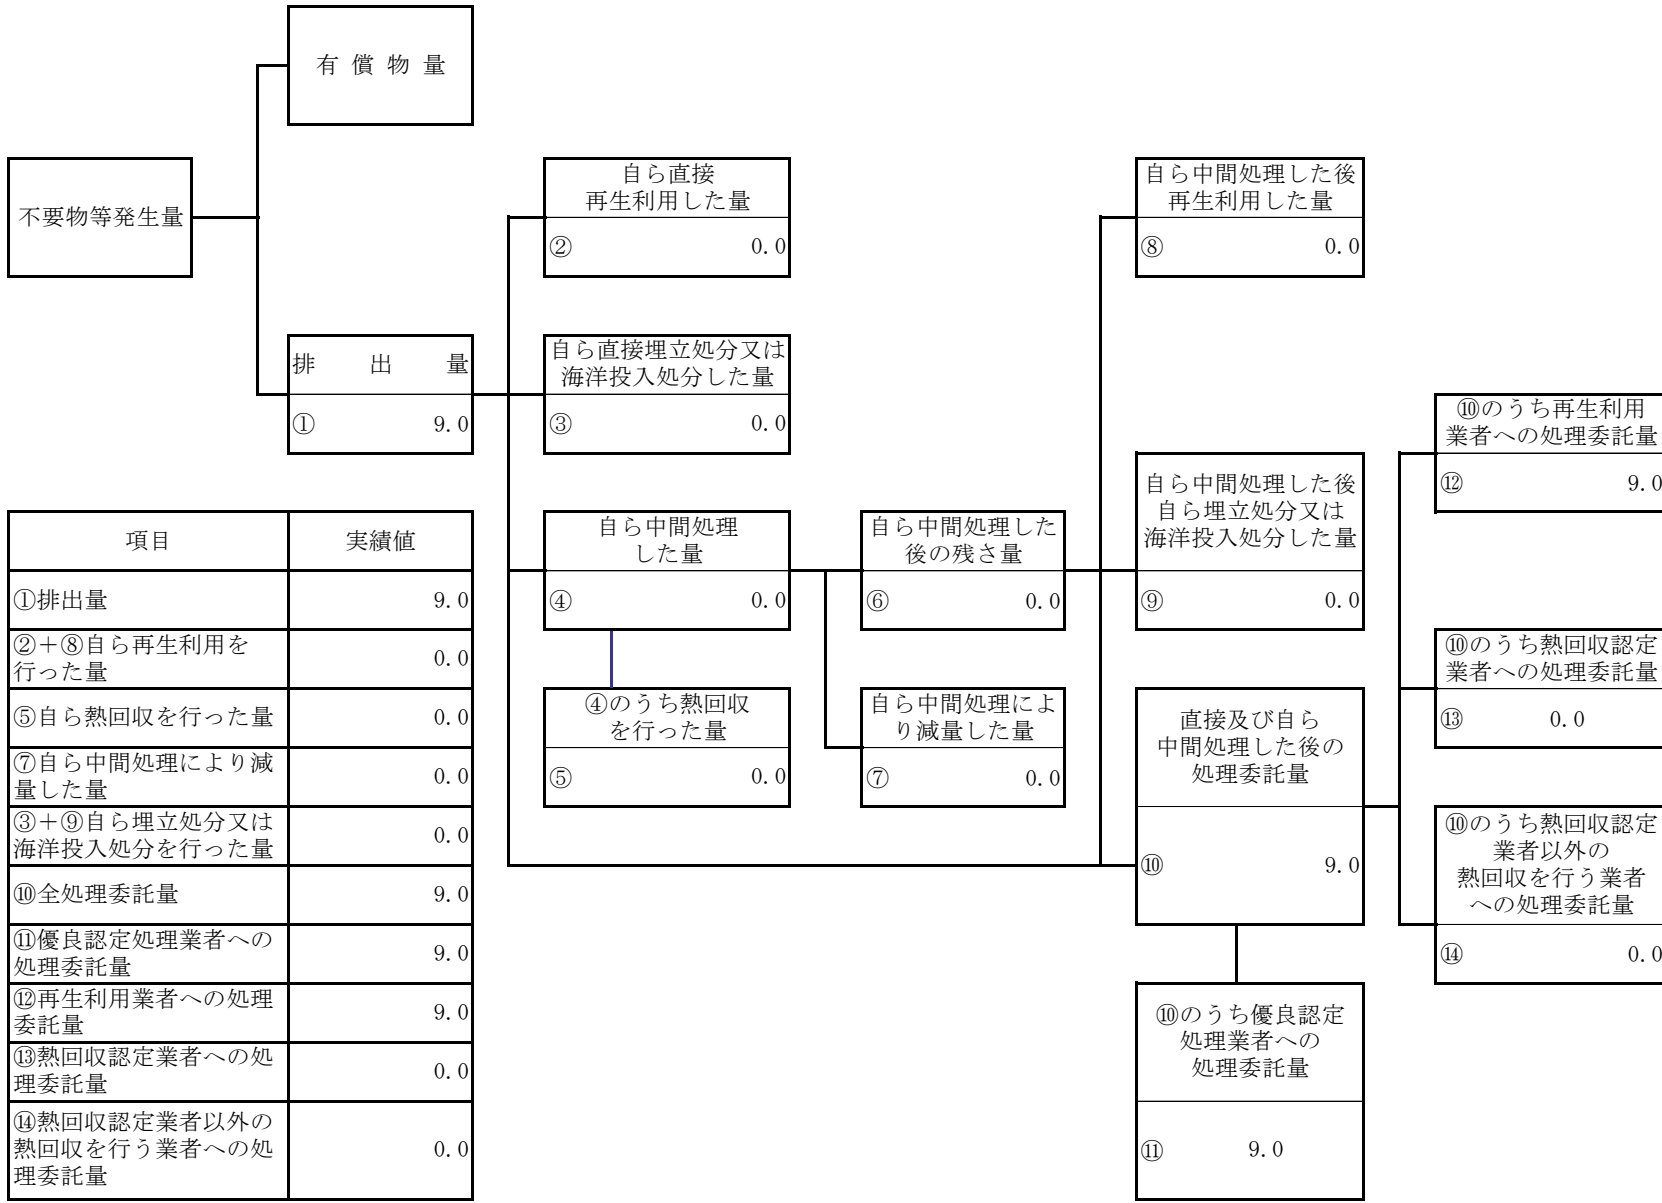 有 償 物 量
不要物等発生量
自ら直接
再生利用した量
② 0.0
自ら中間処理した後
再生利用した量
⑧ 0.0
排 出 量
① 9.0
自ら直接埋立処分又は
海洋投入処分した量
③ 0.0
⑩のうち再生利用
業者への処理委託量
⑫ 9.0
自ら中間処理した後
自ら埋立処分又は
海洋投入処分した量
⑨ 0.0
自ら中間処理
した量
④ 0.0
自ら中間処理した
後の残さ量
⑥ 0.0
⑩のうち熱回収認定
業者への処理委託量
⑬ 0.0
④のうち熱回収
を行った量
⑤ 0.0
自ら中間処理によ
り減量した量
⑦ 0.0
直接及び自ら
中間処理した後の
処理委託量
⑩ 9.0
⑩のうち熱回収認定
業者以外の
熱回収を行う業者
への処理委託量
⑭ 0.0
⑩のうち優良認定
処理業者への
処理委託量
⑪ 9.0
項目 実績値
①排出量 9.0
②+⑧自ら再生利用を
行った量 0.0
⑤自ら熱回収を行った量 0.0
⑦自ら中間処理により減
量した量 0.0
③+⑨自ら埋立処分又は
海洋投入処分を行った量 0.0
⑩全処理委託量 9.0
⑪優良認定処理業者への
処理委託量 9.0
⑫再生利用業者への処理
委託量 9.0
⑬熱回収認定業者への処
理委託量 0.0
⑭熱回収認定業者以外の
熱回収を行う業者への処 0.0
理委託量